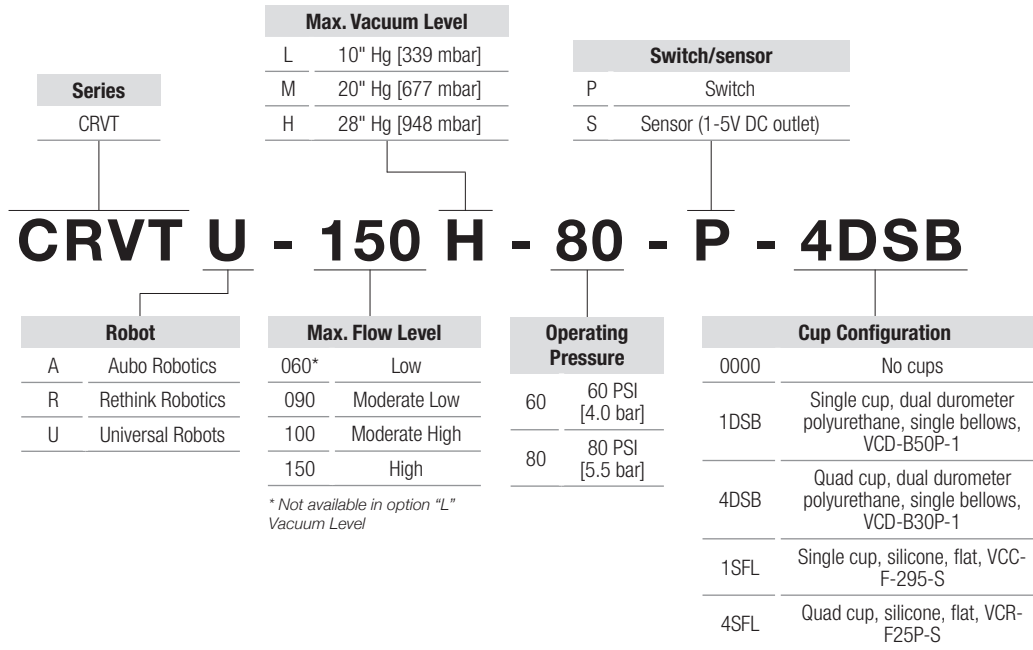 Max. Vacuum Level
L 10" Hg [339 mbar]
M 20" Hg [677 mbar]
H 28" Hg [948 mbar]
Switch/sensor
P Switch
S Sensor (1-5V DC outlet)
Series
CRVT
CRVT U - 150 H - 80 - P - 4DSB
Robot
A Aubo Robotics
R Rethink Robotics
U Universal Robots
Max. Flow Level
060* Low
090 Moderate Low
100 Moderate High
150 High
* Not available in option “L”
Vacuum Level
Operating
Pressure
60 60 PSI
[4.0 bar]
80 80 PSI
[5.5 bar]
Cup Configuration
0000 No cups
1DSB Single cup, dual durometer
polyurethane, single bellows,
VCD-B50P-1
4DSB Quad cup, dual durometer
polyurethane, single bellows,
VCD-B30P-1
1SFL Single cup, silicone, flat, VCC-
F-295-S
4SFL Quad cup, silicone, flat, VCR-
F25P-S